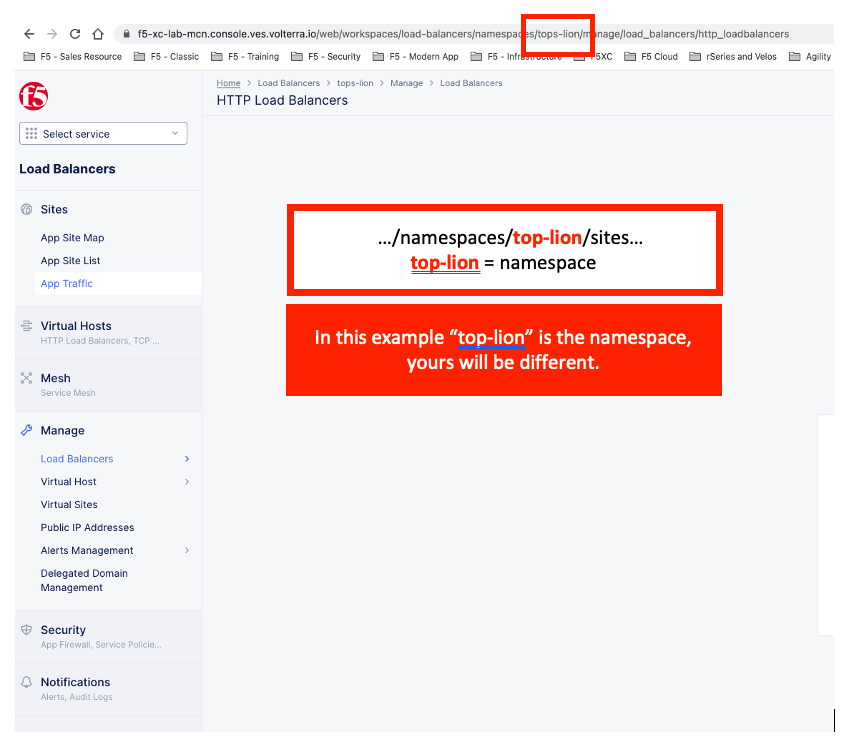 f5-xc-lab-mcn.console.ves.volterra.io/web/workspaces/load-balancers/namespaces/tops-lion/manage/load_balancers/http_loadbalancers
F5 - Sales Resource F5 - Classic F5 - Training F5 - Security F5 - Modern App F5 - Infrastructure F5XC F5 Cloud rSeries and Velos Agility
f5
Home > Load Balancers > tops-lion > Manage > Load Balancers
HTTP Load Balancers
Select service
Load Balancers
Sites
App Site Map
App Site List
App Traffic
Virtual Hosts
HTTP Load Balancers, TCP ...
Mesh
Service Mesh
Manage
Load Balancers
Virtual Host
Virtual Sites
Public IP Addresses
Alerts Management
Delegated Domain
Management
Security
App Firewall, Service Policie...
Notifications
Alerts, Audit Logs
.../namespaces/top-lion/sites...
top-lion = namespace
In this example “top-lion” is the namespace,
yours will be different.